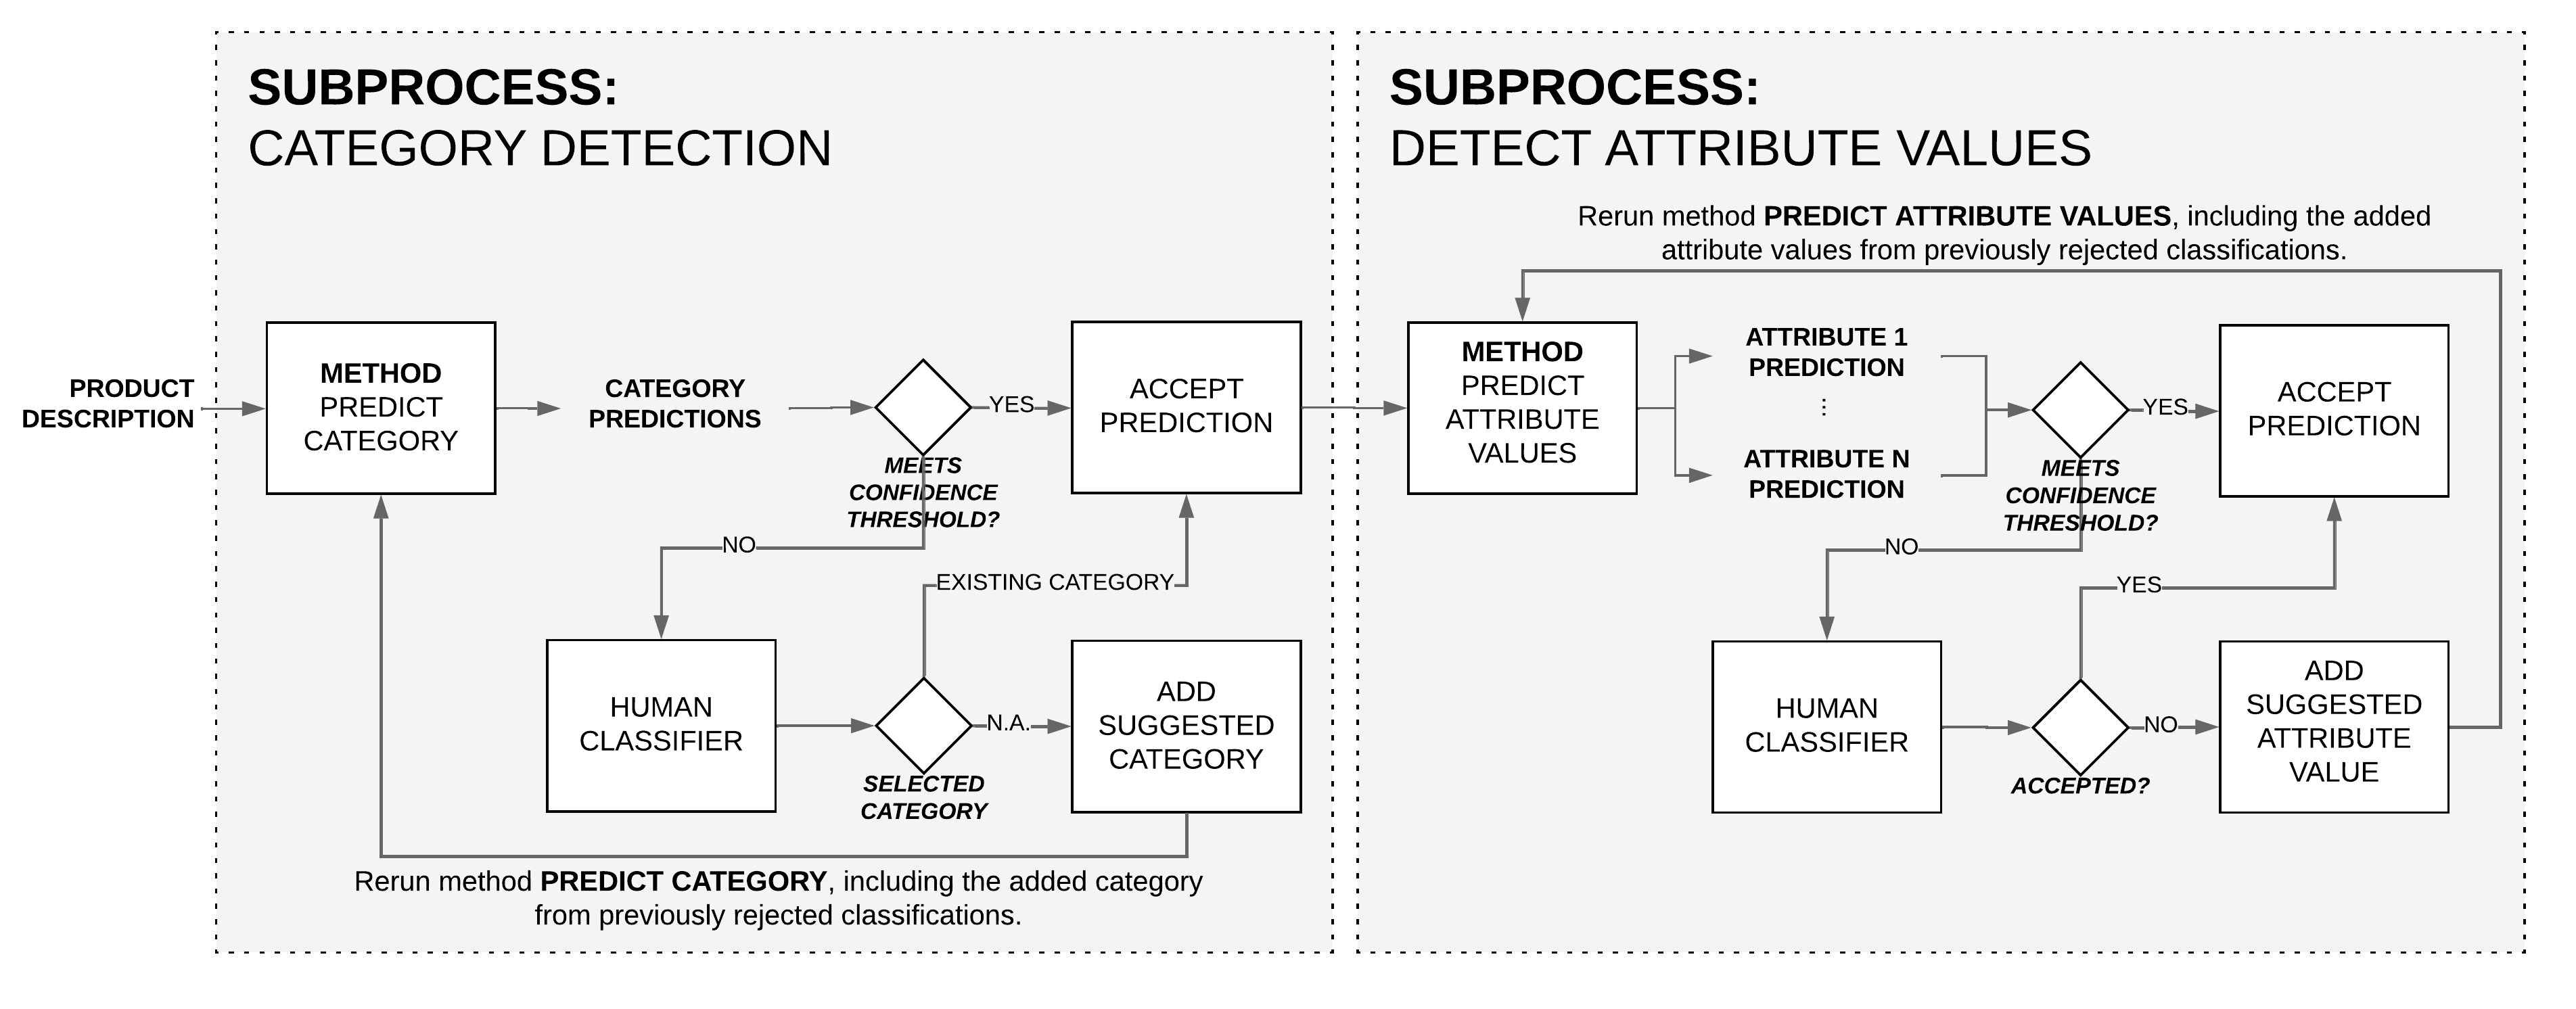 SUBPROCESS:
CATEGORY DETECTION
PRODUCT
DESCRIPTION
METHOD
PREDICT
CATEGORY
CATEGORY
PREDICTIONS
YES
MEETS
CONFIDENCE
THRESHOLD?
ACCEPT
PREDICTION
NO
EXISTING CATEGORY
HUMAN
CLASSIFIER
SELECTED
CATEGORY
N.A.
ADD
SUGGESTED
CATEGORY
Rerun method PREDICT CATEGORY, including the added category
from previously rejected classifications.
SUBPROCESS:
DETECT ATTRIBUTE VALUES
Rerun method PREDICT ATTRIBUTE VALUES, including the added
attribute values from previously rejected classifications.
METHOD
PREDICT
ATTRIBUTE
VALUES
ATTRIBUTE 1
PREDICTION
⋮
ATTRIBUTE N
PREDICTION
YES
MEETS
CONFIDENCE
THRESHOLD?
ACCEPT
PREDICTION
NO
YES
HUMAN
CLASSIFIER
ACCEPTED?
NO
ADD
SUGGESTED
ATTRIBUTE
VALUE